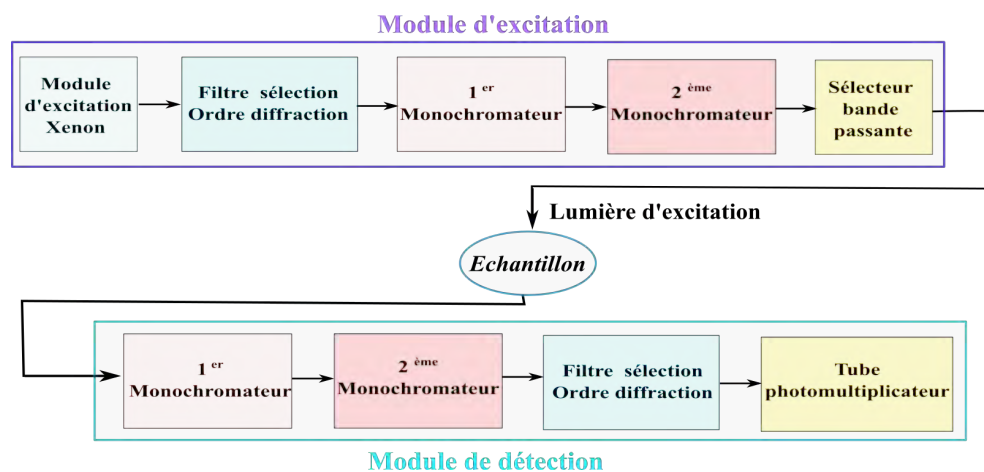 Module d'excitation
Module
d'excitation
Xenon
Filtre sélection
Ordre diffraction
1 er
Monochromateur
2 ème
Monochromateur
Sélecteur
bande
passante
Lumière d'excitation
Echantillon
1 er
Monochromateur
2 ème
Monochromateur
Filtre sélection
Ordre diffraction
Tube
photomultiplicateur
Module de détection